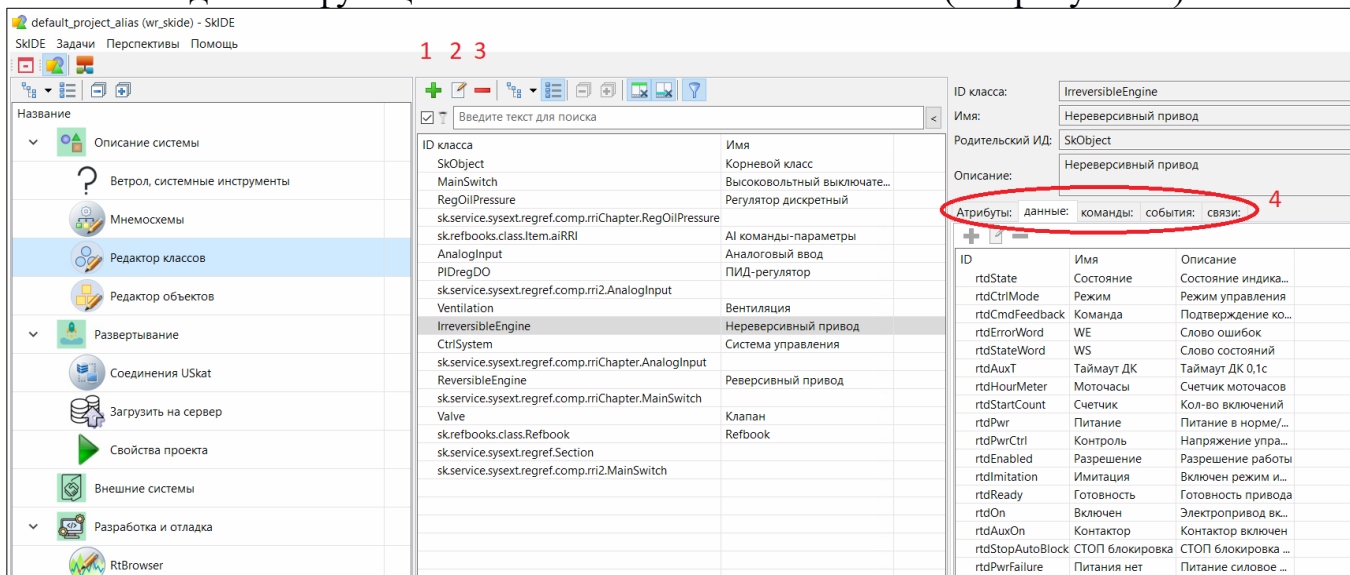 default_project_alias (wr_skide) - SkIDE
SkIDE Задачи Перспективы Помощь
1 2 3
Название
Описание системы
Ветрол, системные инструменты
Мнемосхемы
Редактор классов
Редактор объектов
Развертывание
Соединения USkat
Загрузить на сервер
Свойства проекта
Внешние системы
Разработка и отладка
RtBrowser
Введите текст для поиска <
ID класса Имя
SkObject Корневой класс
MainSwitch Высоковольтный выключате...
RegOilPressure Регулятор дискретный
sk.service.sysext.regref.comp.rriChapter.RegOilPressure
sk.refbooks.class.Item.aiRRI AI команды-параметры
AnalogInput Аналоговый ввод
PIDregDO ПИД-регулятор
sk.service.sysext.regref.comp.rri2.AnalogInput
Ventilation Вентиляция
IrreversibleEngine Нереверсивный привод
CtrlSystem Система управления
sk.service.sysext.regref.comp.rriChapter.AnalogInput
ReversibleEngine Реверсивный привод
sk.service.sysext.regref.comp.rriChapter.MainSwitch
Valve Клапан
sk.refbooks.class.Refbook Refbook
sk.service.sysext.regref.Section
sk.service.sysext.regref.comp.rri2.MainSwitch
ID класса: IrreversibleEngine
Имя: Нереверсивный привод
Родительский ИД: SkObject
Описание: Нереверсивный привод
4
Атрибуты: данные: команды: события: связи:
ID Имя Описание
rtdState Состояние Состояние индика...
rtdCtrlMode Режим Режим управления
rtdCmdFeedback Команда Подтверждение ко...
rtdErrorWord WE Слово ошибок
rtdStateWord WS Слово состояний
rtdAuxT Таймаут ДК Таймаут ДК 0,1с
rtdHourMeter Моточасы Счетчик моточасов
rtdStartCount Счетчик Кол-во включений
rtdPwr Питание Питание в норме/...
rtdPwrCtrl Контроль Напряжение упра...
rtdEnabled Разрешение Разрешение работы
rtdImitation Имитация Включен режим и...
rtdReady Готовность Готовность привода
rtdOn Включен Электропривод вк...
rtdAuxOn Контактор Контактор включен
rtdStopAutoBlock СТОП блокировка СТОП блокировка ...
rtdPwrFailure Питания нет Питание силовое ...